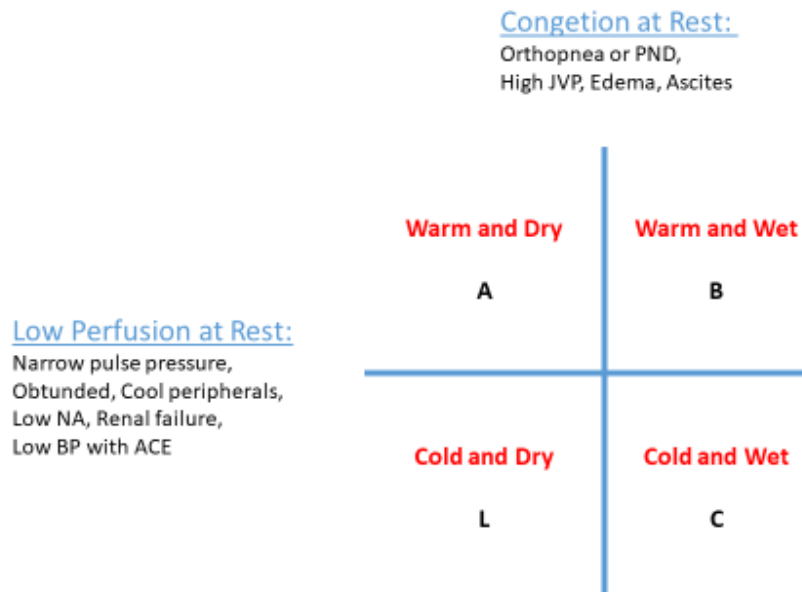 Congetion at Rest:
Orthopnea or PND,
High JVP, Edema, Ascites
Warm and Dry
Warm and Wet
A
B
Low Perfusion at Rest:
Narrow pulse pressure,
Obtunded, Cool peripherals,
Low NA, Renal failure,
Low BP with ACE
Cold and Dry
Cold and Wet
L
C